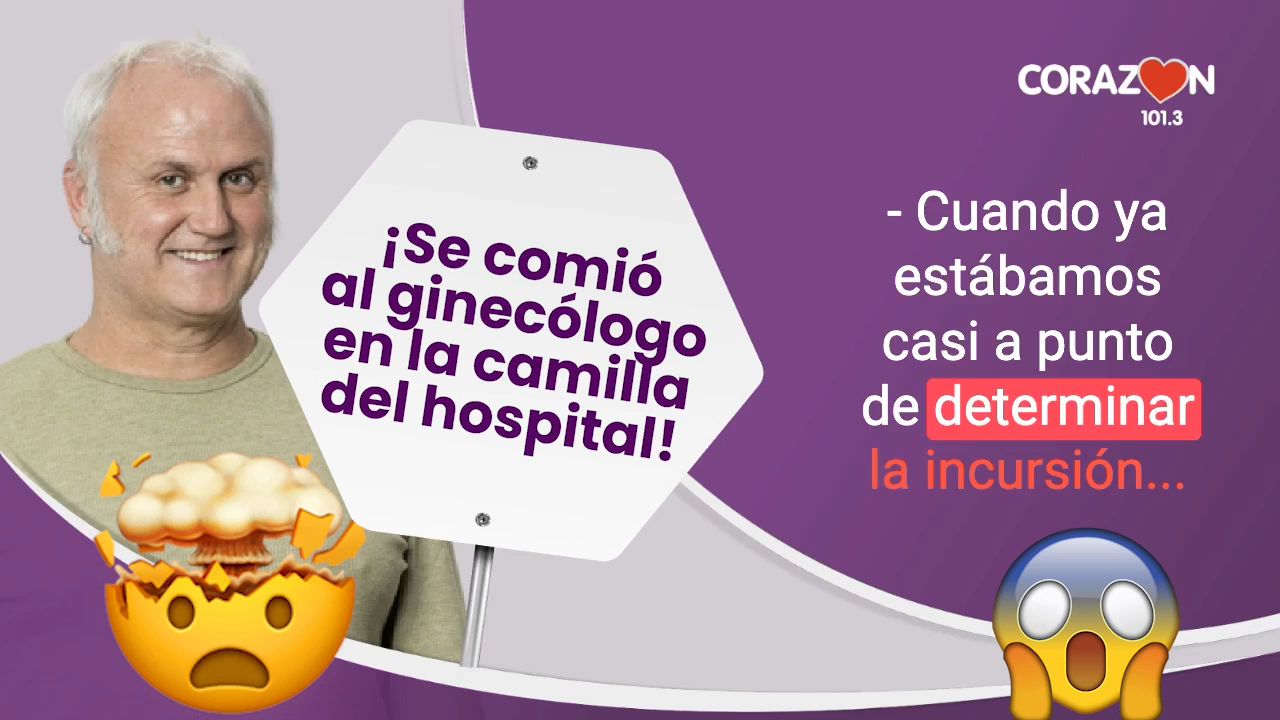 CORAZON
101.3
¡Se comió
al ginecólogo
en la camilla
del hospital!
- Cuando ya
estábamos
casi a punto
de determinar
la incursión...